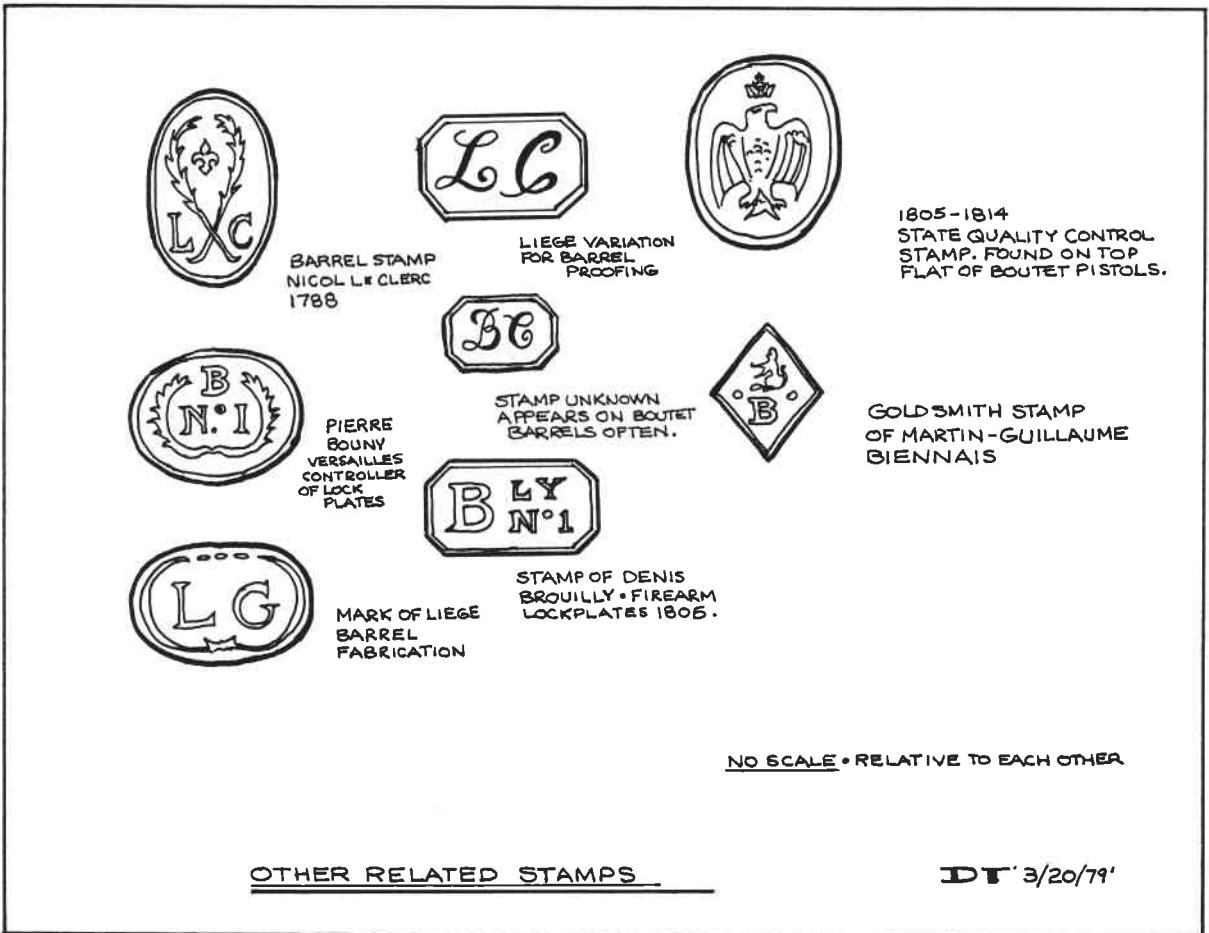 L C
BARREL STAMP
NICOL LE CLERC
1788
L C
LIEGE VARIATION
FOR BARREL
PROOFING
1805-1814
STATE QUALITY CONTROL
STAMP. FOUND ON TOP
FLAT OF BOUTET PISTOLS.
B
N.º 1
PIERRE
BOUNY
VERSAILLES
CONTROLLER
OF LOCK
PLATES
B C
STAMP UNKNOWN
APPEARS ON BOUTET
BARRELS OFTEN.
B
GOLDSMITH STAMP
OF MARTIN-GUILLAUME
BIENNAIS
B LY
Nº1
STAMP OF DENIS
BROUILLY • FIREARM
LOCKPLATES 1805.
L G
MARK OF LIEGE
BARREL
FABRICATION
NO SCALE • RELATIVE TO EACH OTHER
OTHER RELATED STAMPS
DT 3/20/79'